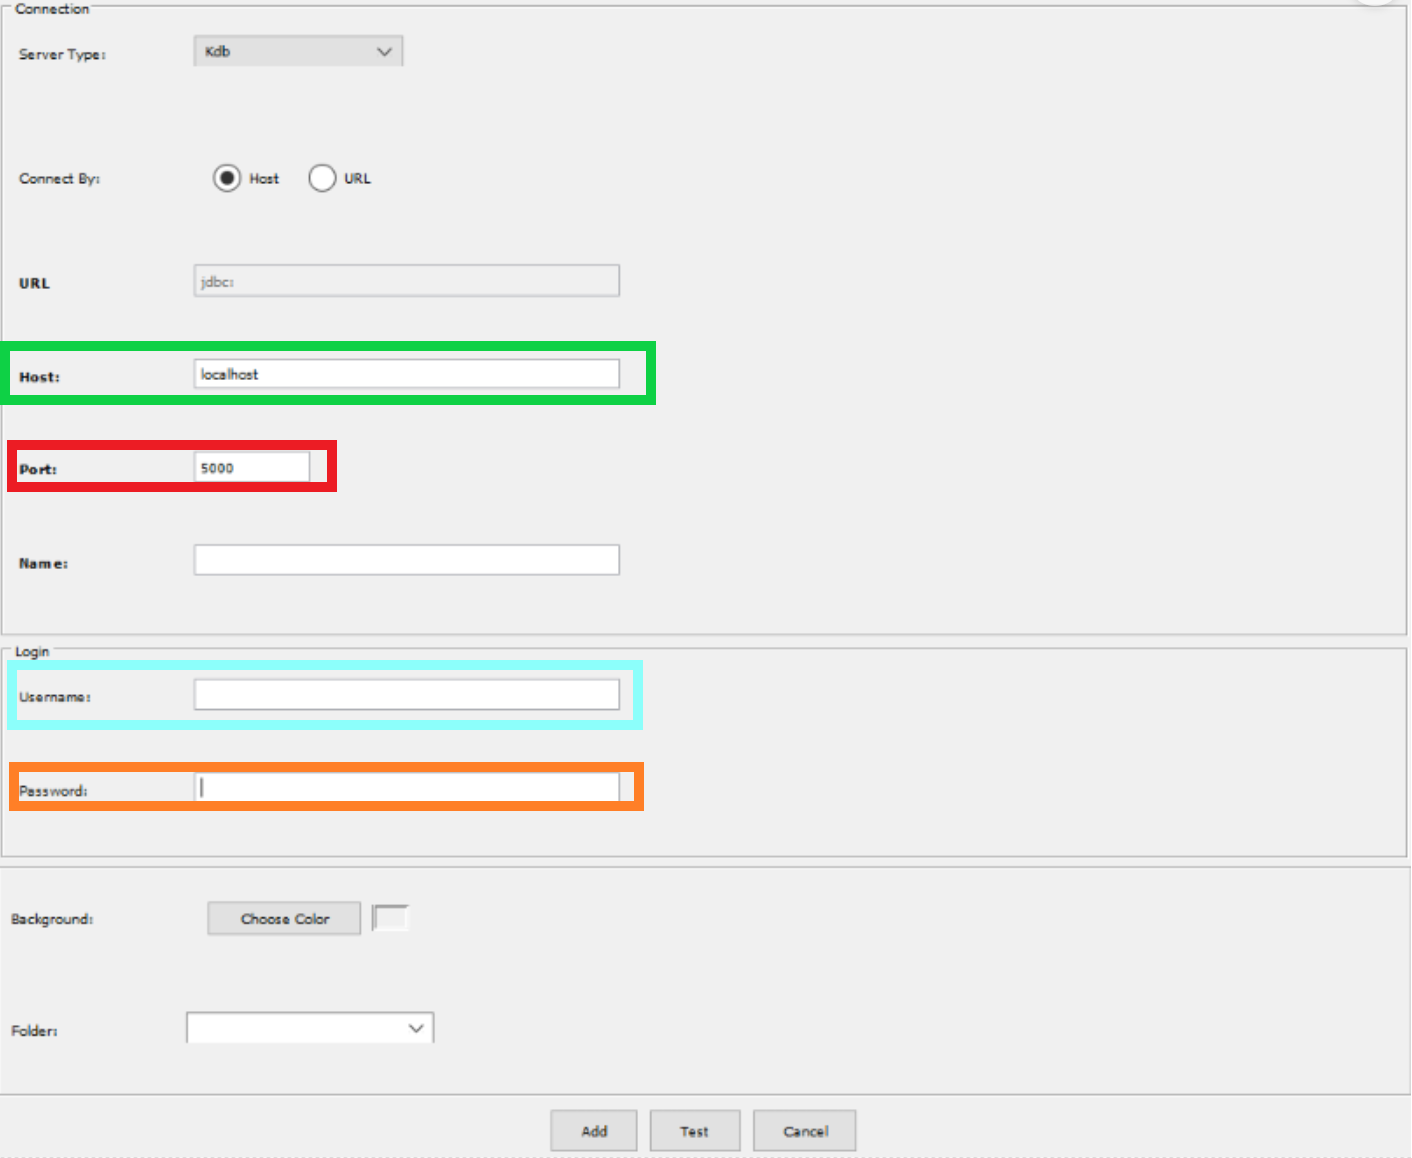 Connection
Server Type: Kdb
Connect By: Host URL
URL jdbc:
Host: localhost
Port: 5000
Name:
Login
Username:
Password:
Background: Choose Color
Folder:
Add Test Cancel